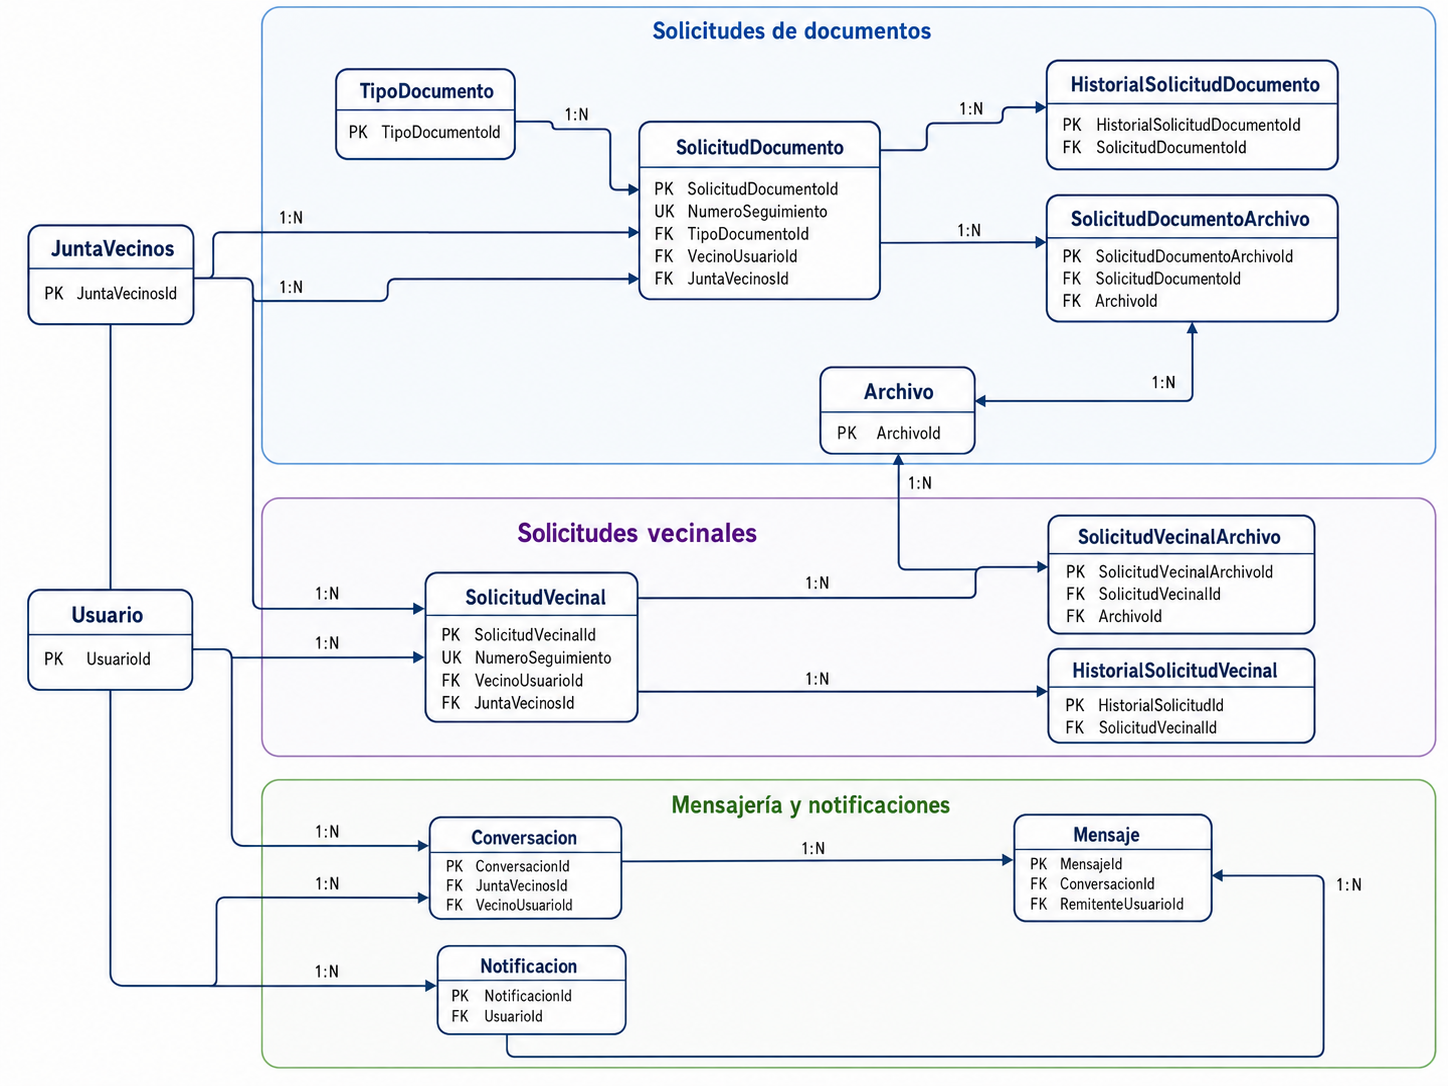 Solicitudes de documentos
TipoDocumento
PK TipoDocumentoId
1:N
SolicitudDocumento
PK SolicitudDocumentoId
UK NumeroSeguimiento
FK TipoDocumentoId
FK VecinoUsuarioId
FK JuntaVecinosId
1:N
HistorialSolicitudDocumento
PK HistorialSolicitudDocumentoId
FK SolicitudDocumentoId
1:N
SolicitudDocumentoArchivo
PK SolicitudDocumentoArchivoId
FK SolicitudDocumentoId
FK ArchivoId
JuntaVecinos
PK JuntaVecinosId
1:N
1:N
Archivo
PK ArchivoId
1:N
1:N
Solicitudes vecinales
SolicitudVecinal
PK SolicitudVecinalId
UK NumeroSeguimiento
FK VecinoUsuarioId
FK JuntaVecinosId
1:N
1:N
SolicitudVecinalArchivo
PK SolicitudVecinalArchivoId
FK SolicitudVecinalId
FK ArchivoId
1:N
HistorialSolicitudVecinal
PK HistorialSolicitudId
FK SolicitudVecinalId
1:N
Usuario
PK UsuarioId
Mensajería y notificaciones
1:N
1:N
Conversacion
PK ConversacionId
FK JuntaVecinosId
FK VecinoUsuarioId
1:N
Mensaje
PK MensajeId
FK ConversacionId
FK RemitenteUsuarioId
1:N
1:N
Notificacion
PK NotificacionId
FK UsuarioId